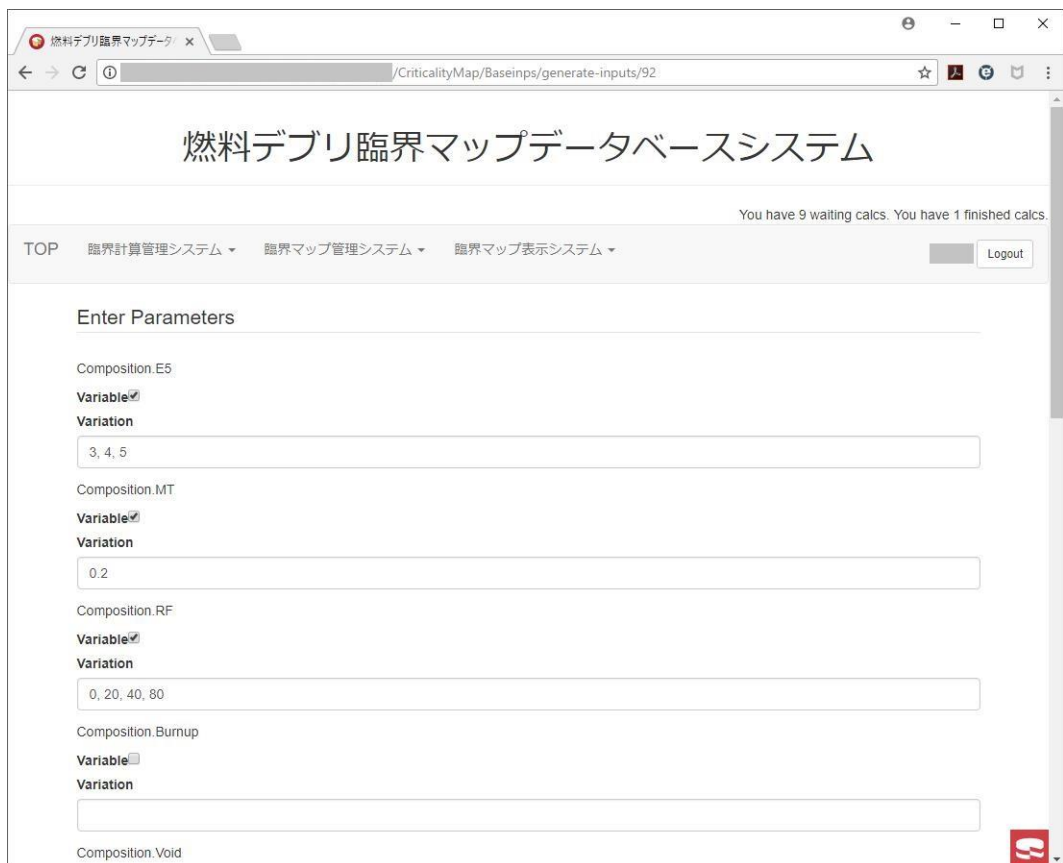 燃料デブリ臨界マップデータ
/CriticalityMap/Baseinps/generate-inputs/92
燃料デブリ臨界マップデータベースシステム
You have 9 waiting calcs. You have 1 finished calcs.
TOP 臨界計算管理システム 臨界マップ管理システム 臨界マップ表示システム Logout
Enter Parameters
Composition.E5
Variable
Variation
3, 4, 5
Composition.MT
Variable
Variation
0.2
Composition.RF
Variable
Variation
0, 20, 40, 80
Composition.Burnup
Variable
Variation
Composition.Void